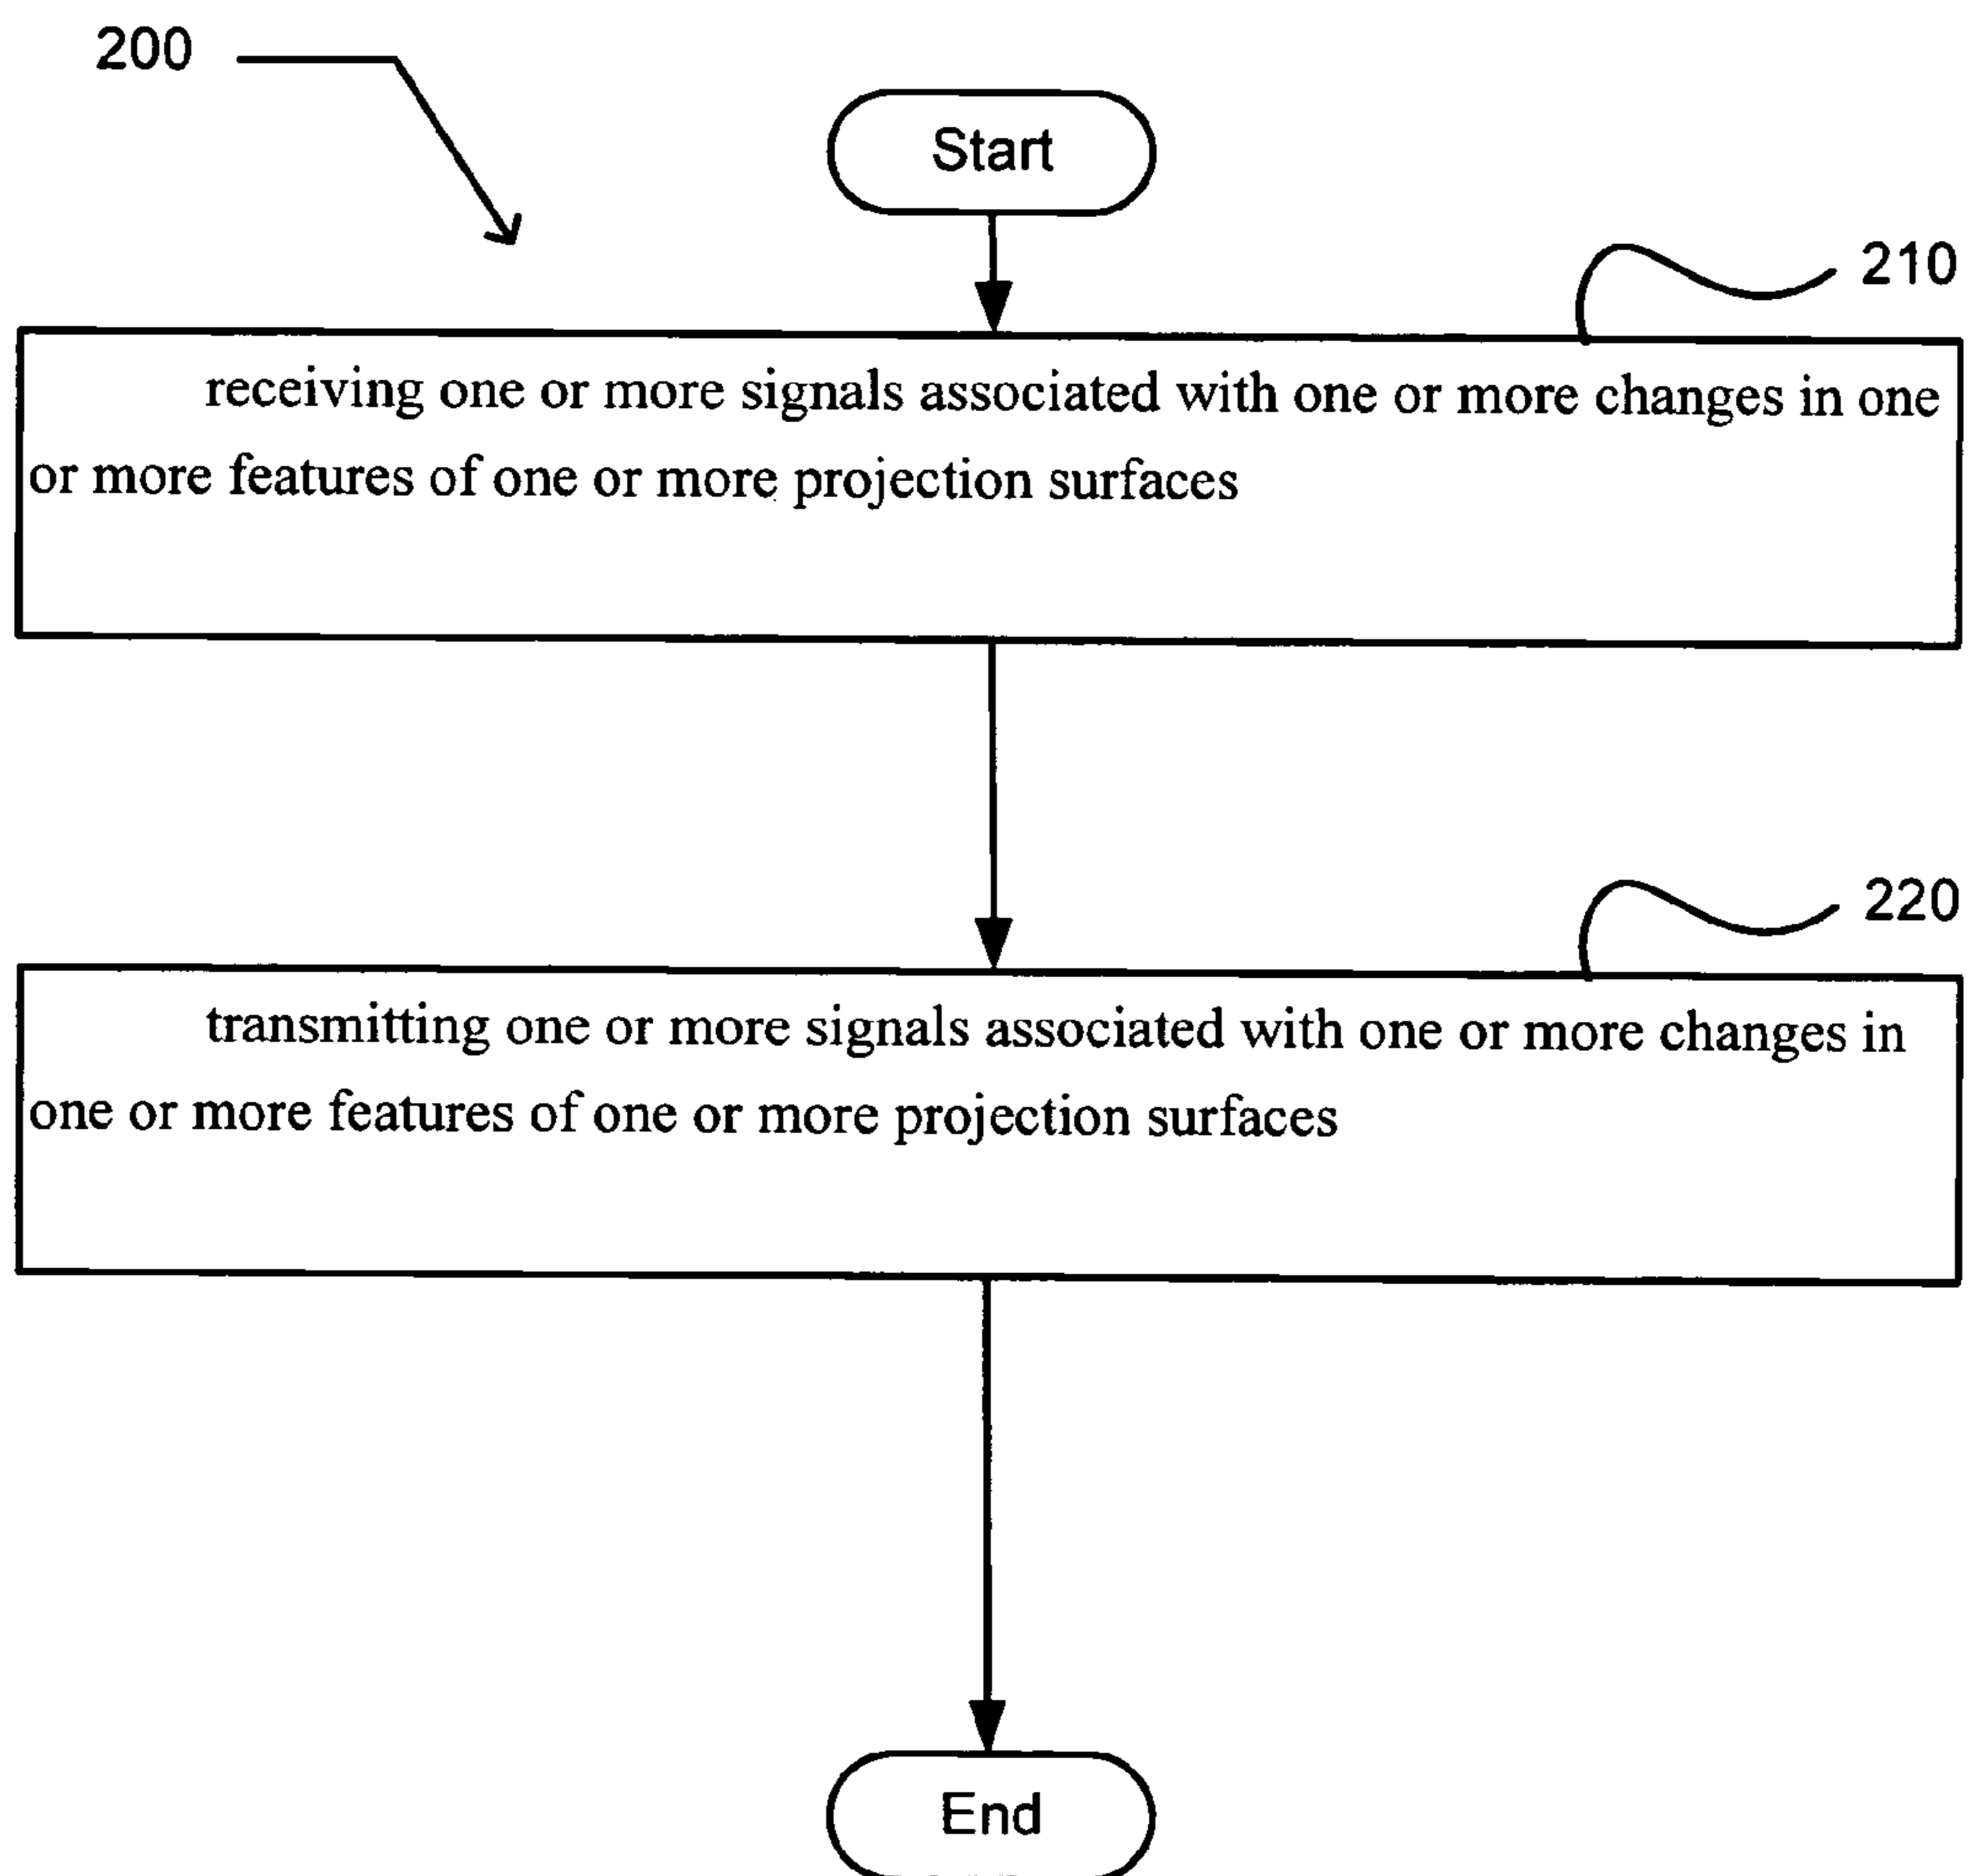 200
Start
210
receiving one or more signals associated with one or more changes in one
or more features of one or more projection surfaces
220
transmitting one or more signals associated with one or more changes in
one or more features of one or more projection surfaces
End